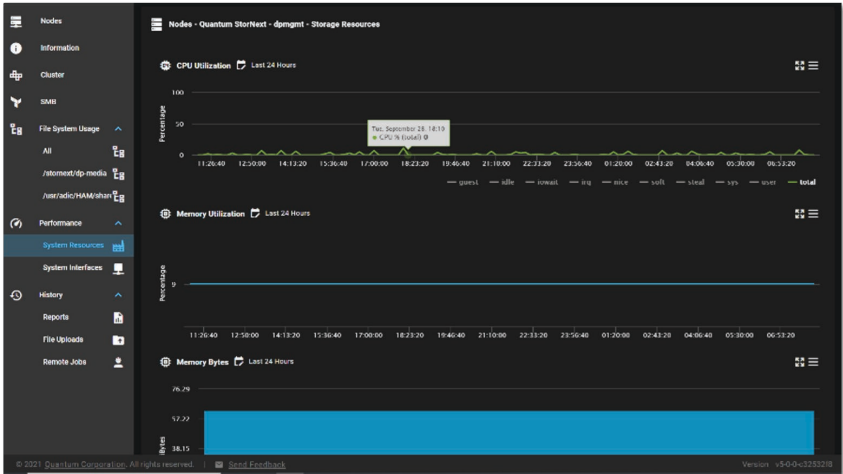 Nodes
Information
Cluster
SMB
File System Usage
All
/stornext/dp-media
/usr/adic/HAM/shar
Performance
System Resources
System Interfaces
History
Reports
File Uploads
Remote Jobs
Nodes - Quantum StorNext - dpmgmt - Storage Resources
CPU Utilization Last 24 Hours
Percentage
100
50
0
Tue, September 28, 18:10
CPU % (total)
11:26:40 12:50:00 14:13:20 15:36:40 17:00:00 18:23:20 19:46:40 21:10:00 22:33:20 23:56:40 01:20:00 02:43:20 04:06:40 05:30:00 06:53:20
guest idle iowait irq nice soft steal sys user total
Memory Utilization Last 24 Hours
Percentage
9
11:26:40 12:50:00 14:13:20 15:36:40 17:00:00 18:23:20 19:46:40 21:10:00 22:33:20 23:56:40 01:20:00 02:43:20 04:06:40 05:30:00 06:53:20
Memory Bytes Last 24 Hours
76.29
57.22
38.15
© 2021 Quantum Corporation. All rights reserved. | Send Feedback
Version v5-0-0-c32532f8